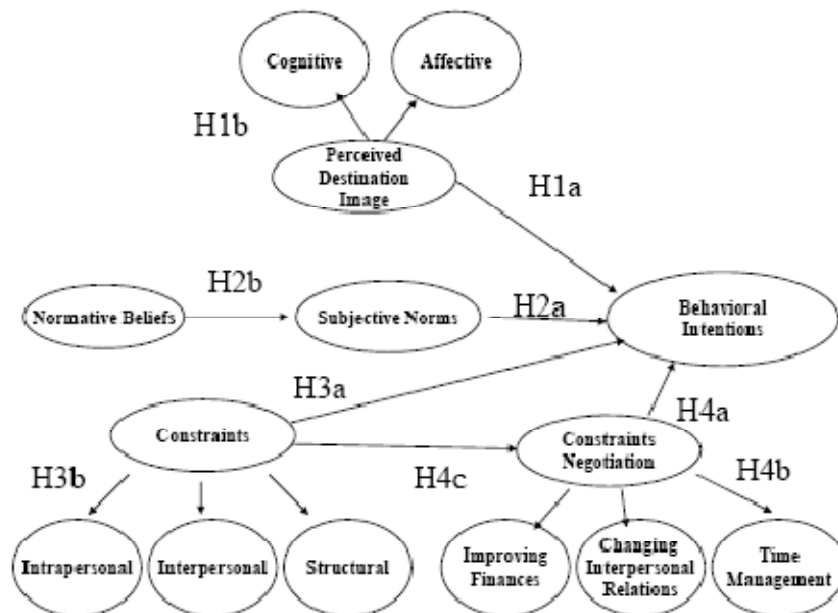 Cognitive
Affective
H1b
Perceived
Destination
Image
H1a
H2b
Normative Beliefs
Subjective Norms
H2a
Behavioral
Intentions
H3a
H4a
Constraints
Constraints
Negotiation
H3b
H4c
H4b
Intrapersonal
Interpersonal
Structural
Improving
Finances
Changing
Interpersonal
Relations
Time
Management